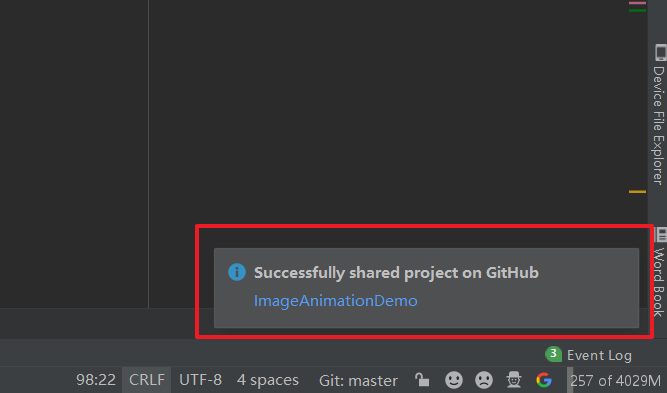 Device File Explorer
Word Book
Successfully shared project on GitHub
ImageAnimationDemo
3 Event Log
98:22 CRLF UTF-8 4 spaces Git: master 257 of 4029M